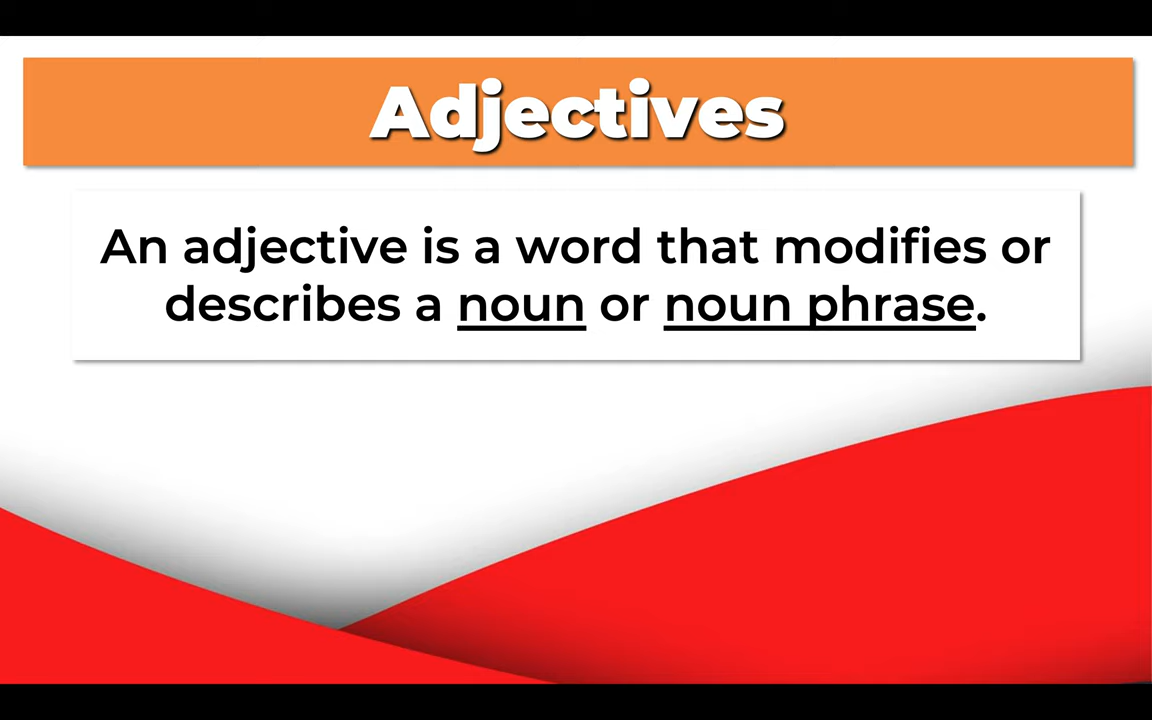 Adjectives
An adjective is a word that modifies or
describes a noun or noun phrase.